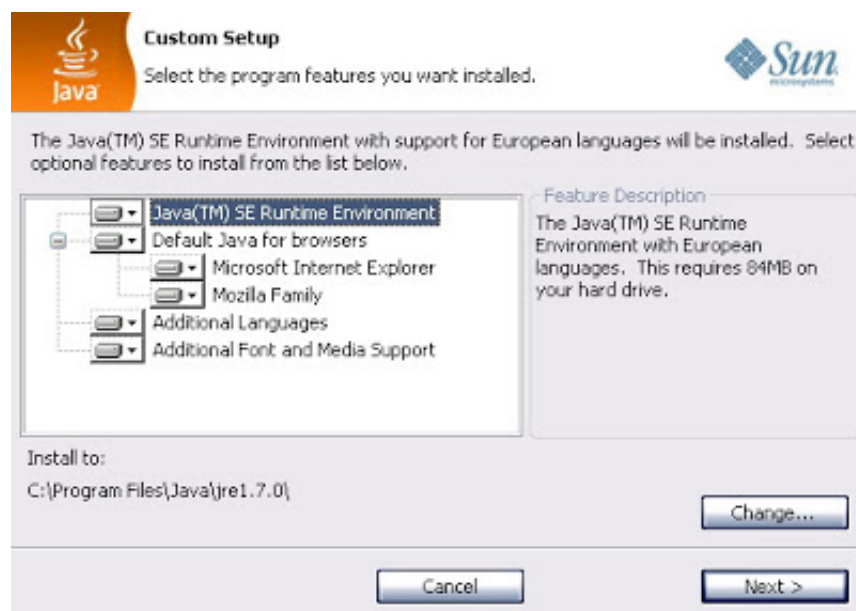 Java
Custom Setup
Select the program features you want installed.
Sun
microsystems
The Java(TM) SE Runtime Environment with support for European languages will be installed. Select
optional features to install from the list below.
Java(TM) SE Runtime Environment
Default Java for browsers
Microsoft Internet Explorer
Mozilla Family
Additional Languages
Additional Font and Media Support
Feature Description
The Java(TM) SE Runtime
Environment with European
languages. This requires 84MB on
your hard drive.
Install to:
C:\Program Files\Java\jre1.7.0\
Change...
Cancel
Next >